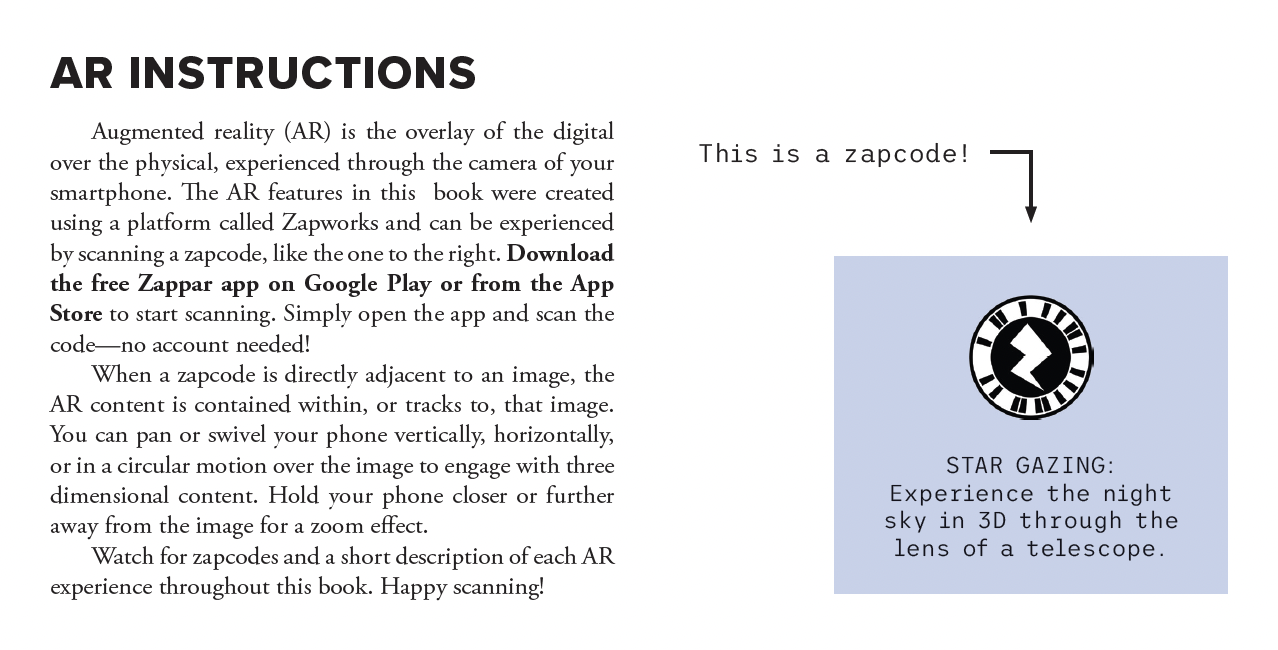 AR INSTRUCTIONS
Augmented reality (AR) is the overlay of the digital
over the physical, experienced through the camera of your
smartphone. The AR features in this book were created
using a platform called Zapworks and can be experienced
by scanning a zapcode, like the one to the right. Download
the free Zappar app on Google Play or from the App
Store to start scanning. Simply open the app and scan the
code—no account needed!
When a zapcode is directly adjacent to an image, the
AR content is contained within, or tracks to, that image.
You can pan or swivel your phone vertically, horizontally,
or in a circular motion over the image to engage with three
dimensional content. Hold your phone closer or further
away from the image for a zoom effect.
Watch for zapcodes and a short description of each AR
experience throughout this book. Happy scanning!
This is a zapcode!
STAR GAZING:
Experience the night
sky in 3D through the
lens of a telescope.